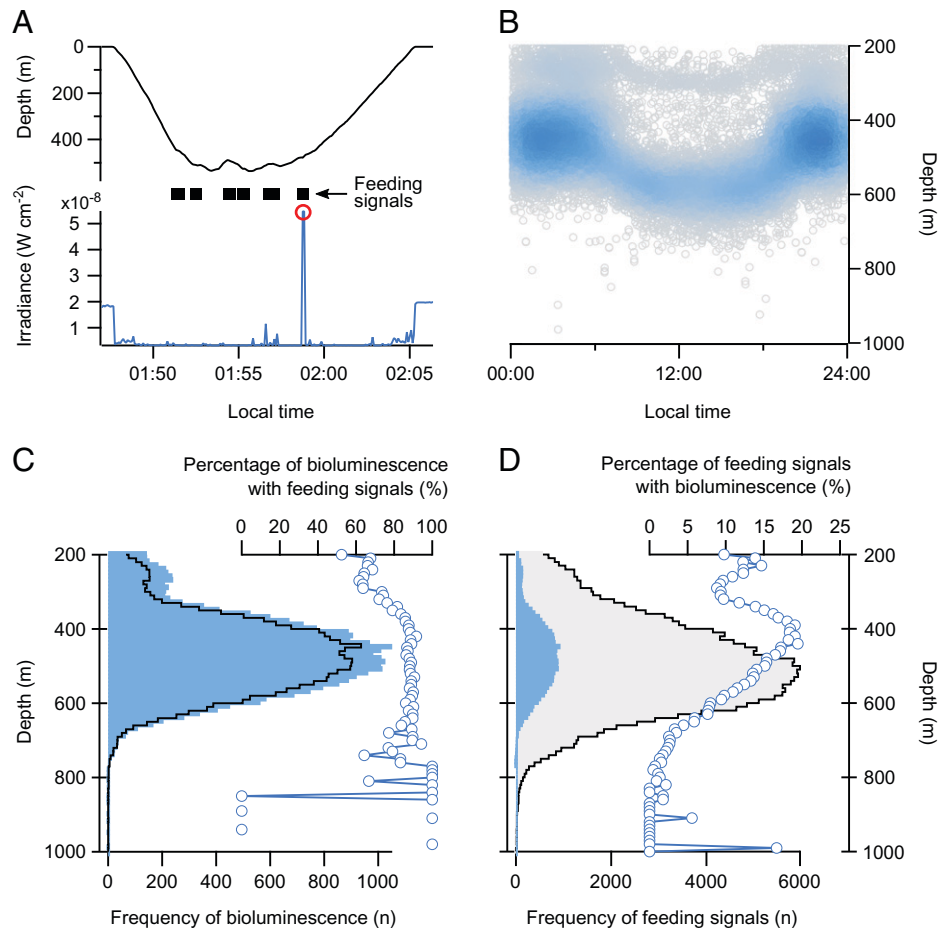 A
Depth (m)
0
200
400
Feeding
signals
x10⁻⁸
Irradiance (W cm⁻²)
5
4
3
2
1
01:50
01:55
02:00
02:05
Local time
B
200
400
600
800
1000
Depth (m)
00:00
12:00
24:00
Local time
C
Percentage of bioluminescence
with feeding signals (%)
0
20
40
60
80
100
Depth (m)
200
400
600
800
1000
0
200
400
600
800
1000
Frequency of bioluminescence (n)
D
Percentage of feeding signals
with bioluminescence (%)
0
5
10
15
20
25
200
400
600
800
1000
Depth (m)
0
2000
4000
6000
Frequency of feeding signals (n)